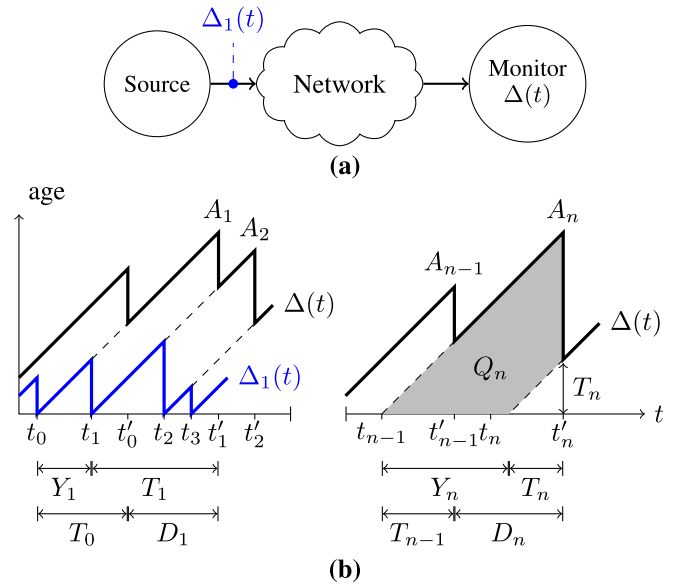 Δ₁(t)
Source
Network
Monitor
Δ(t)
(a)
age
A₁
A₂
Δ(t)
Δ₁(t)
t₀ t₁ t′₀ t₂ t₃ t′₁ t′₂
Y₁ T₁
T₀ D₁
Aₙ
Aₙ₋₁
Δ(t)
Qₙ
Tₙ
t
tₙ₋₁ t′ₙ₋₁ tₙ t′ₙ
Yₙ Tₙ
Tₙ₋₁ Dₙ
(b)